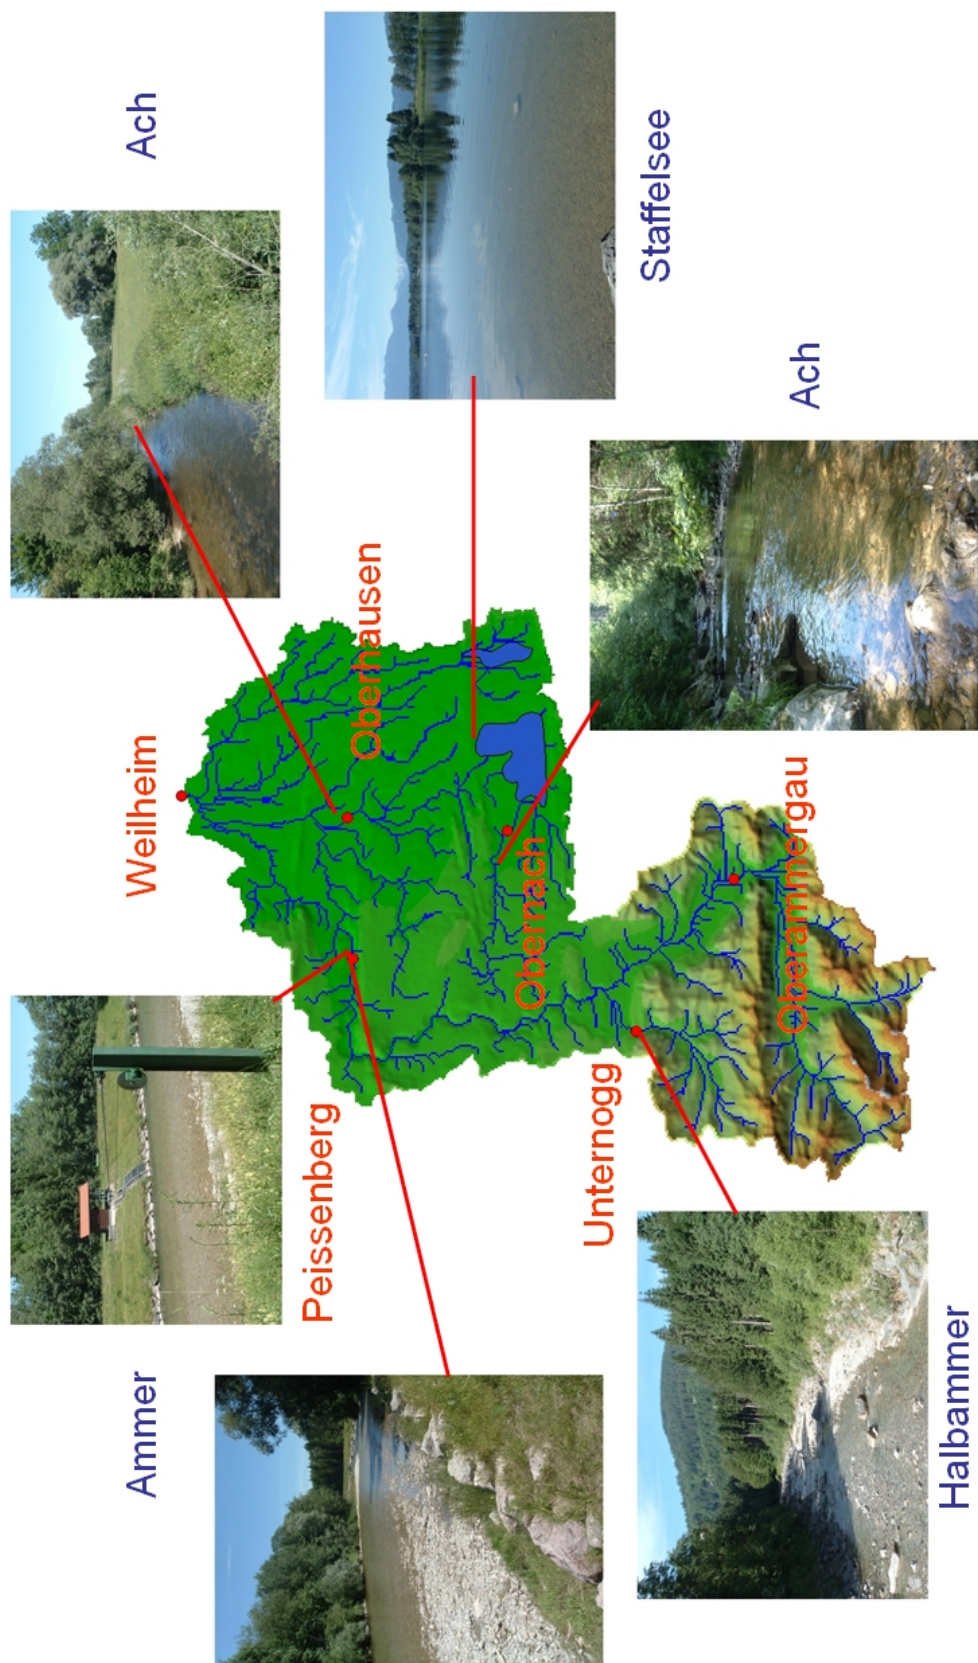 Ammer
Peissenberg
Weilheim
Ach
Oberhausen
Staffelsee
Obernach
Unternogg
Halbammer
Oberammergau
Ach